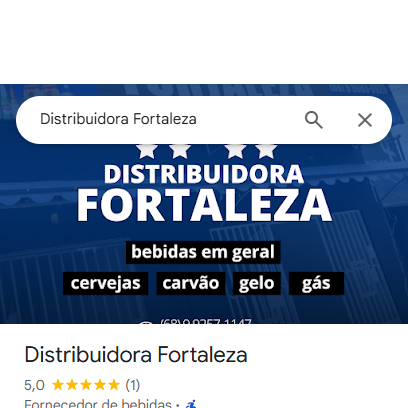 Distribuidora Fortaleza
DISTRIBUIDORA
FORTALEZA
bebidas em geral
cervejas carvão gelo gás
(68) 9 9257-1147
Distribuidora Fortaleza
5,0 (1)
Fornecedor de bebidas ·